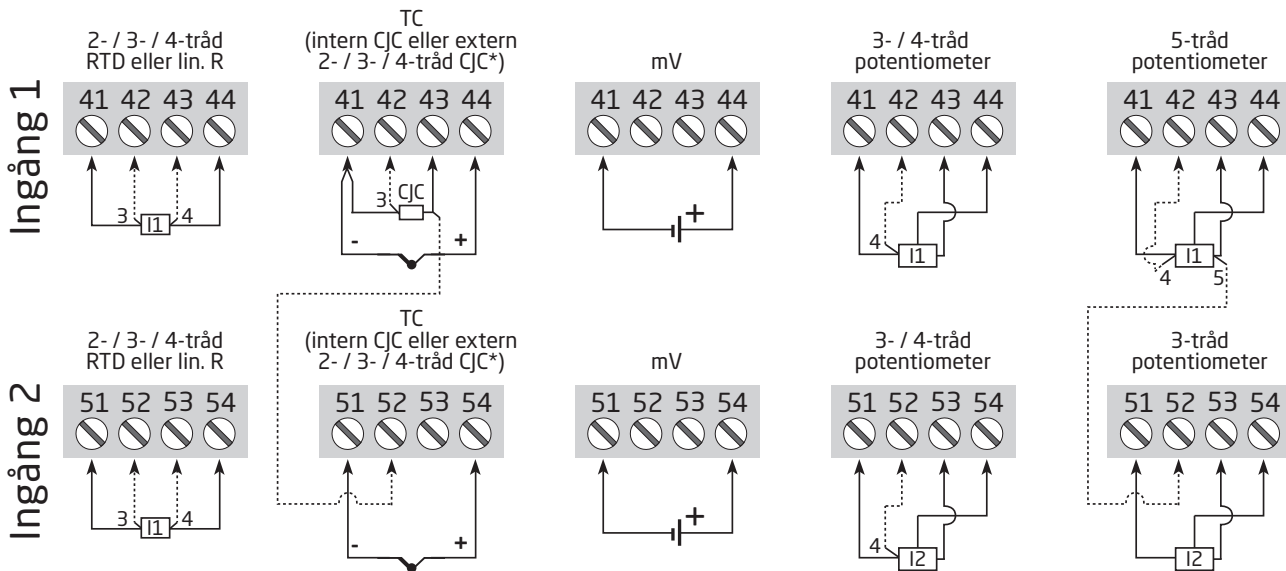 Ingång 1
2- / 3- / 4-tråd
RTD eller lin. R
41 42 43 44
3 I1 4
TC
(intern CJC eller extern
2- / 3- / 4-tråd CJC*)
41 42 43 44
3 CJC
- +
mV
41 42 43 44
+
3- / 4-tråd
potentiometer
41 42 43 44
4 I1
5-tråd
potentiometer
41 42 43 44
I1
4 5
Ingång 2
2- / 3- / 4-tråd
RTD eller lin. R
51 52 53 54
3 I1 4
TC
(intern CJC eller extern
2- / 3- / 4-tråd CJC*)
51 52 53 54
- +
mV
51 52 53 54
+
3- / 4-tråd
potentiometer
51 52 53 54
4 I2
3-tråd
potentiometer
51 52 53 54
I2